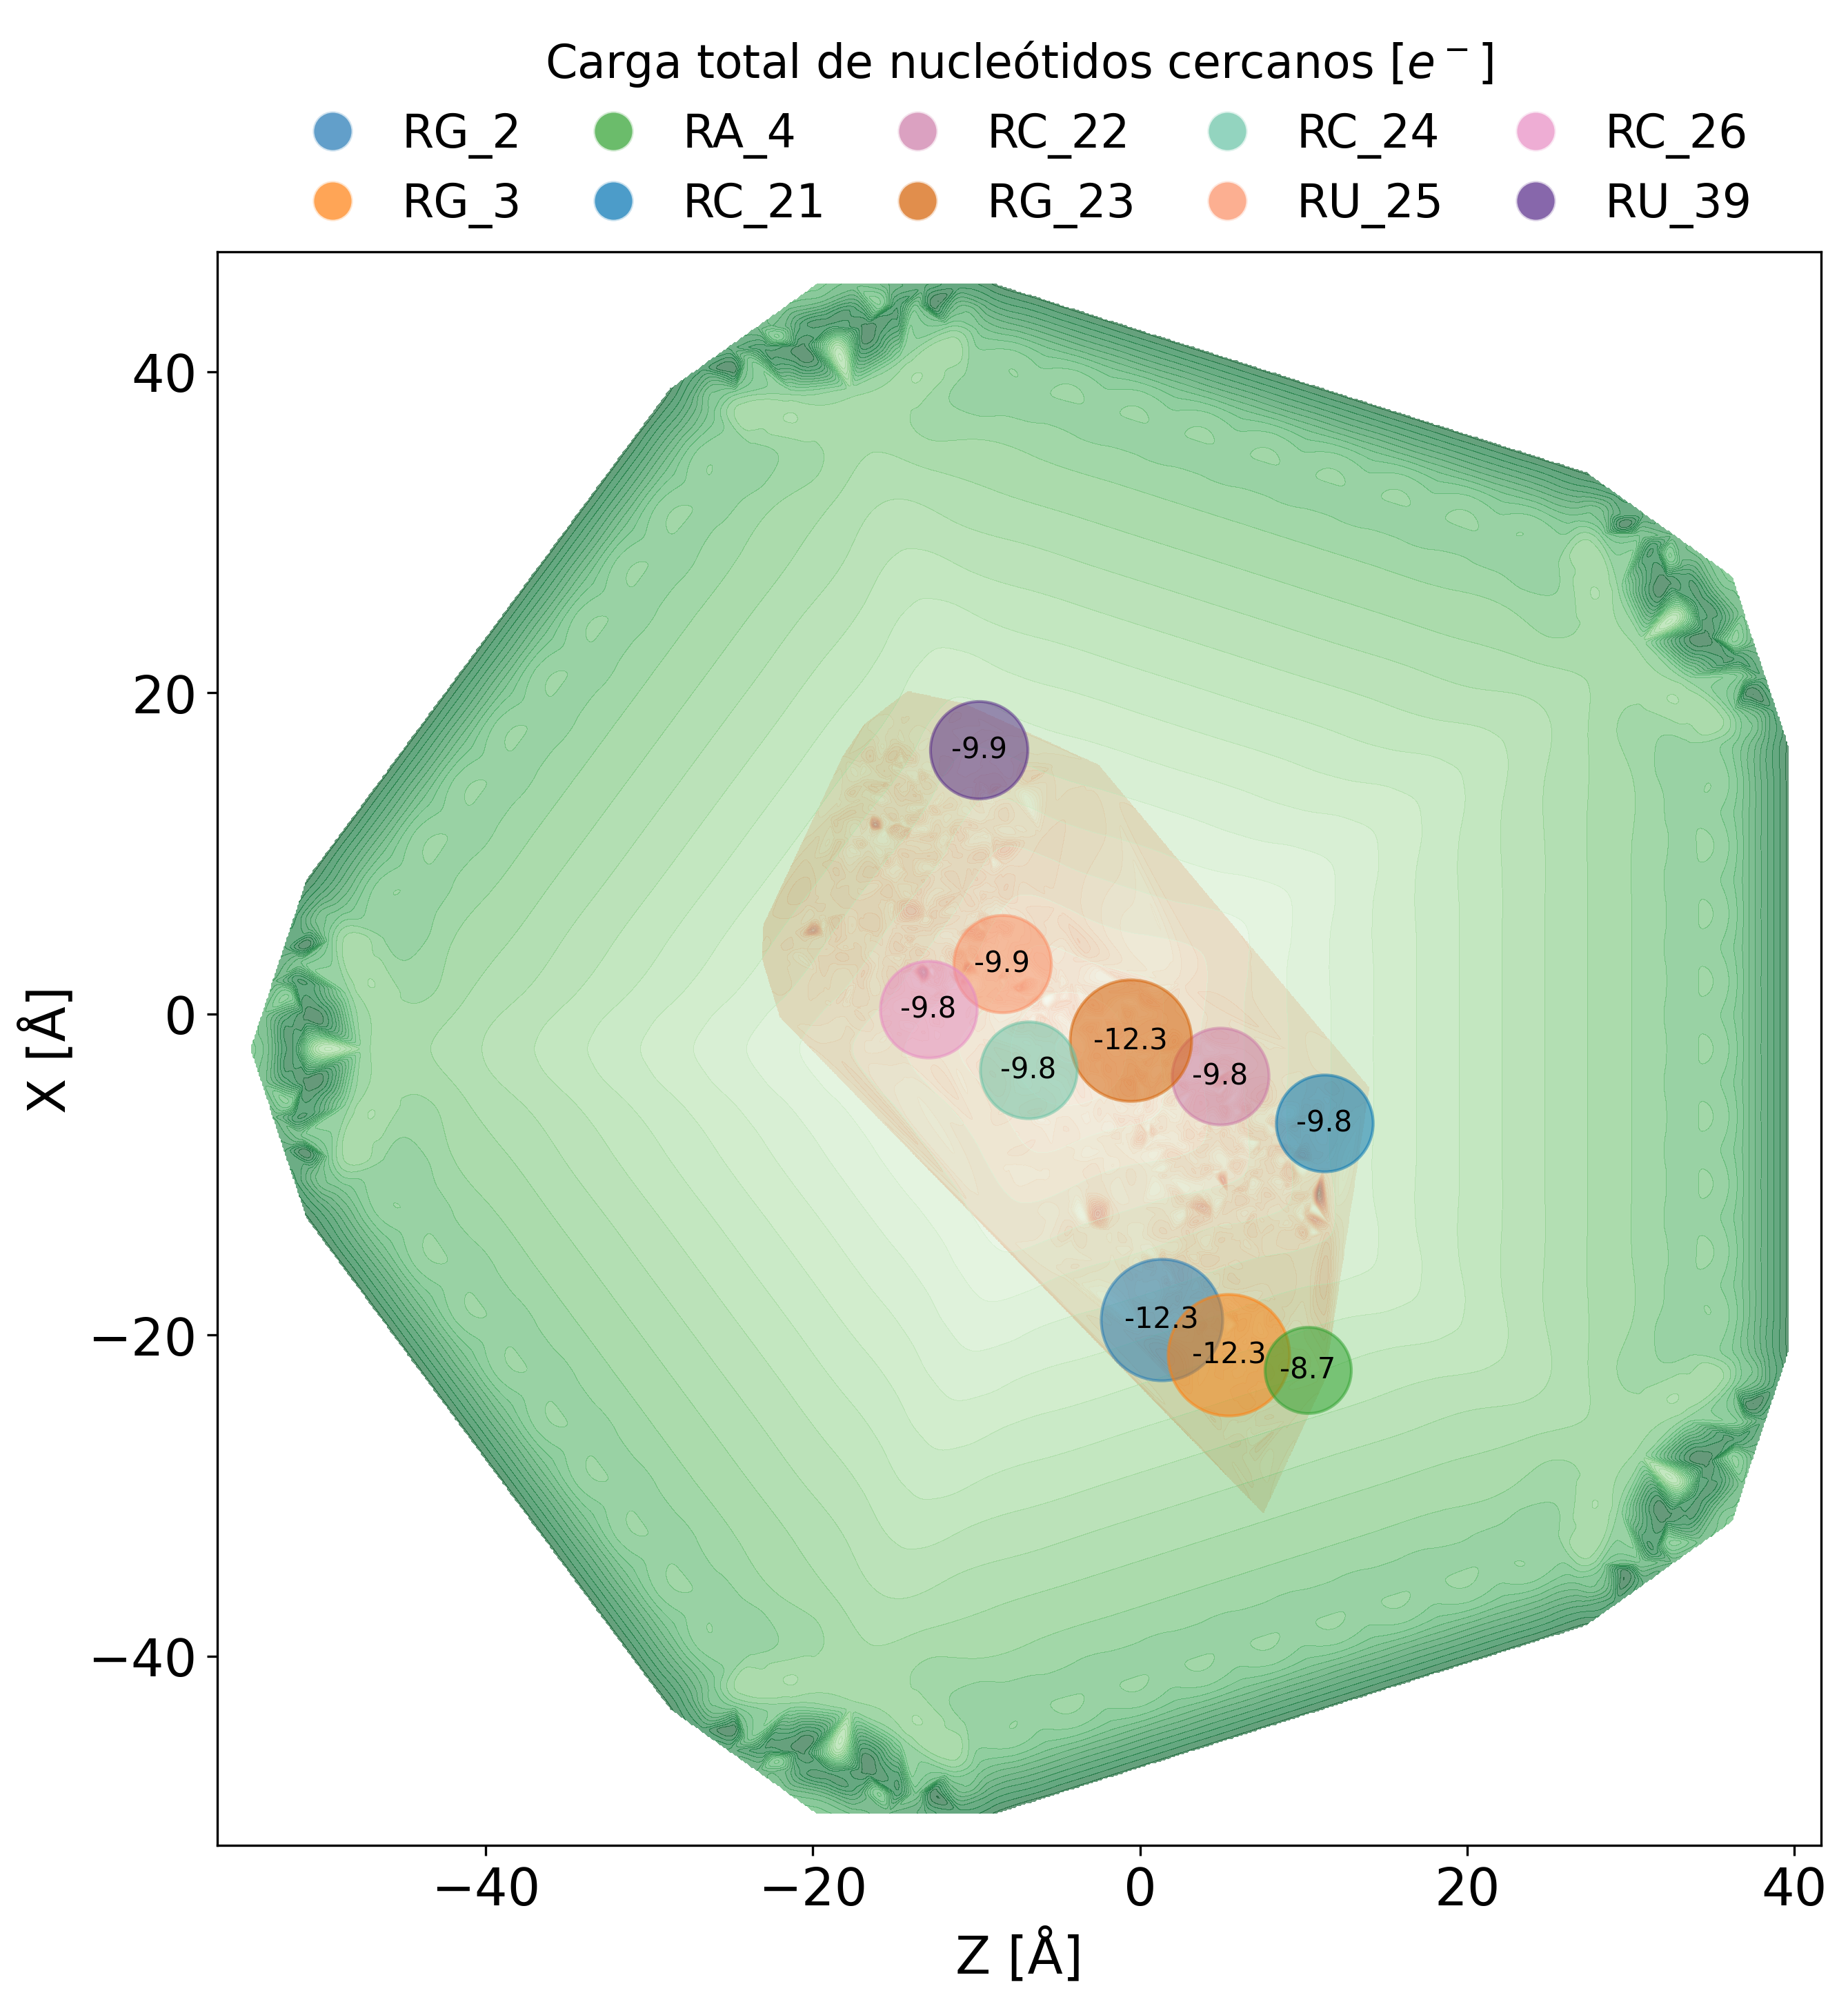 Carga total de nucleótidos cercanos [e⁻]
RG_2 RA_4 RC_22 RC_24 RC_26
RG_3 RC_21 RG_23 RU_25 RU_39
40
20
-9.9
-9.9
0
-9.8
-12.3
-9.8
-9.8
-9.8
-12.3
−20
-12.3
-8.7
−40
X [Å]
−40 −20 0 20 40
Z [Å]